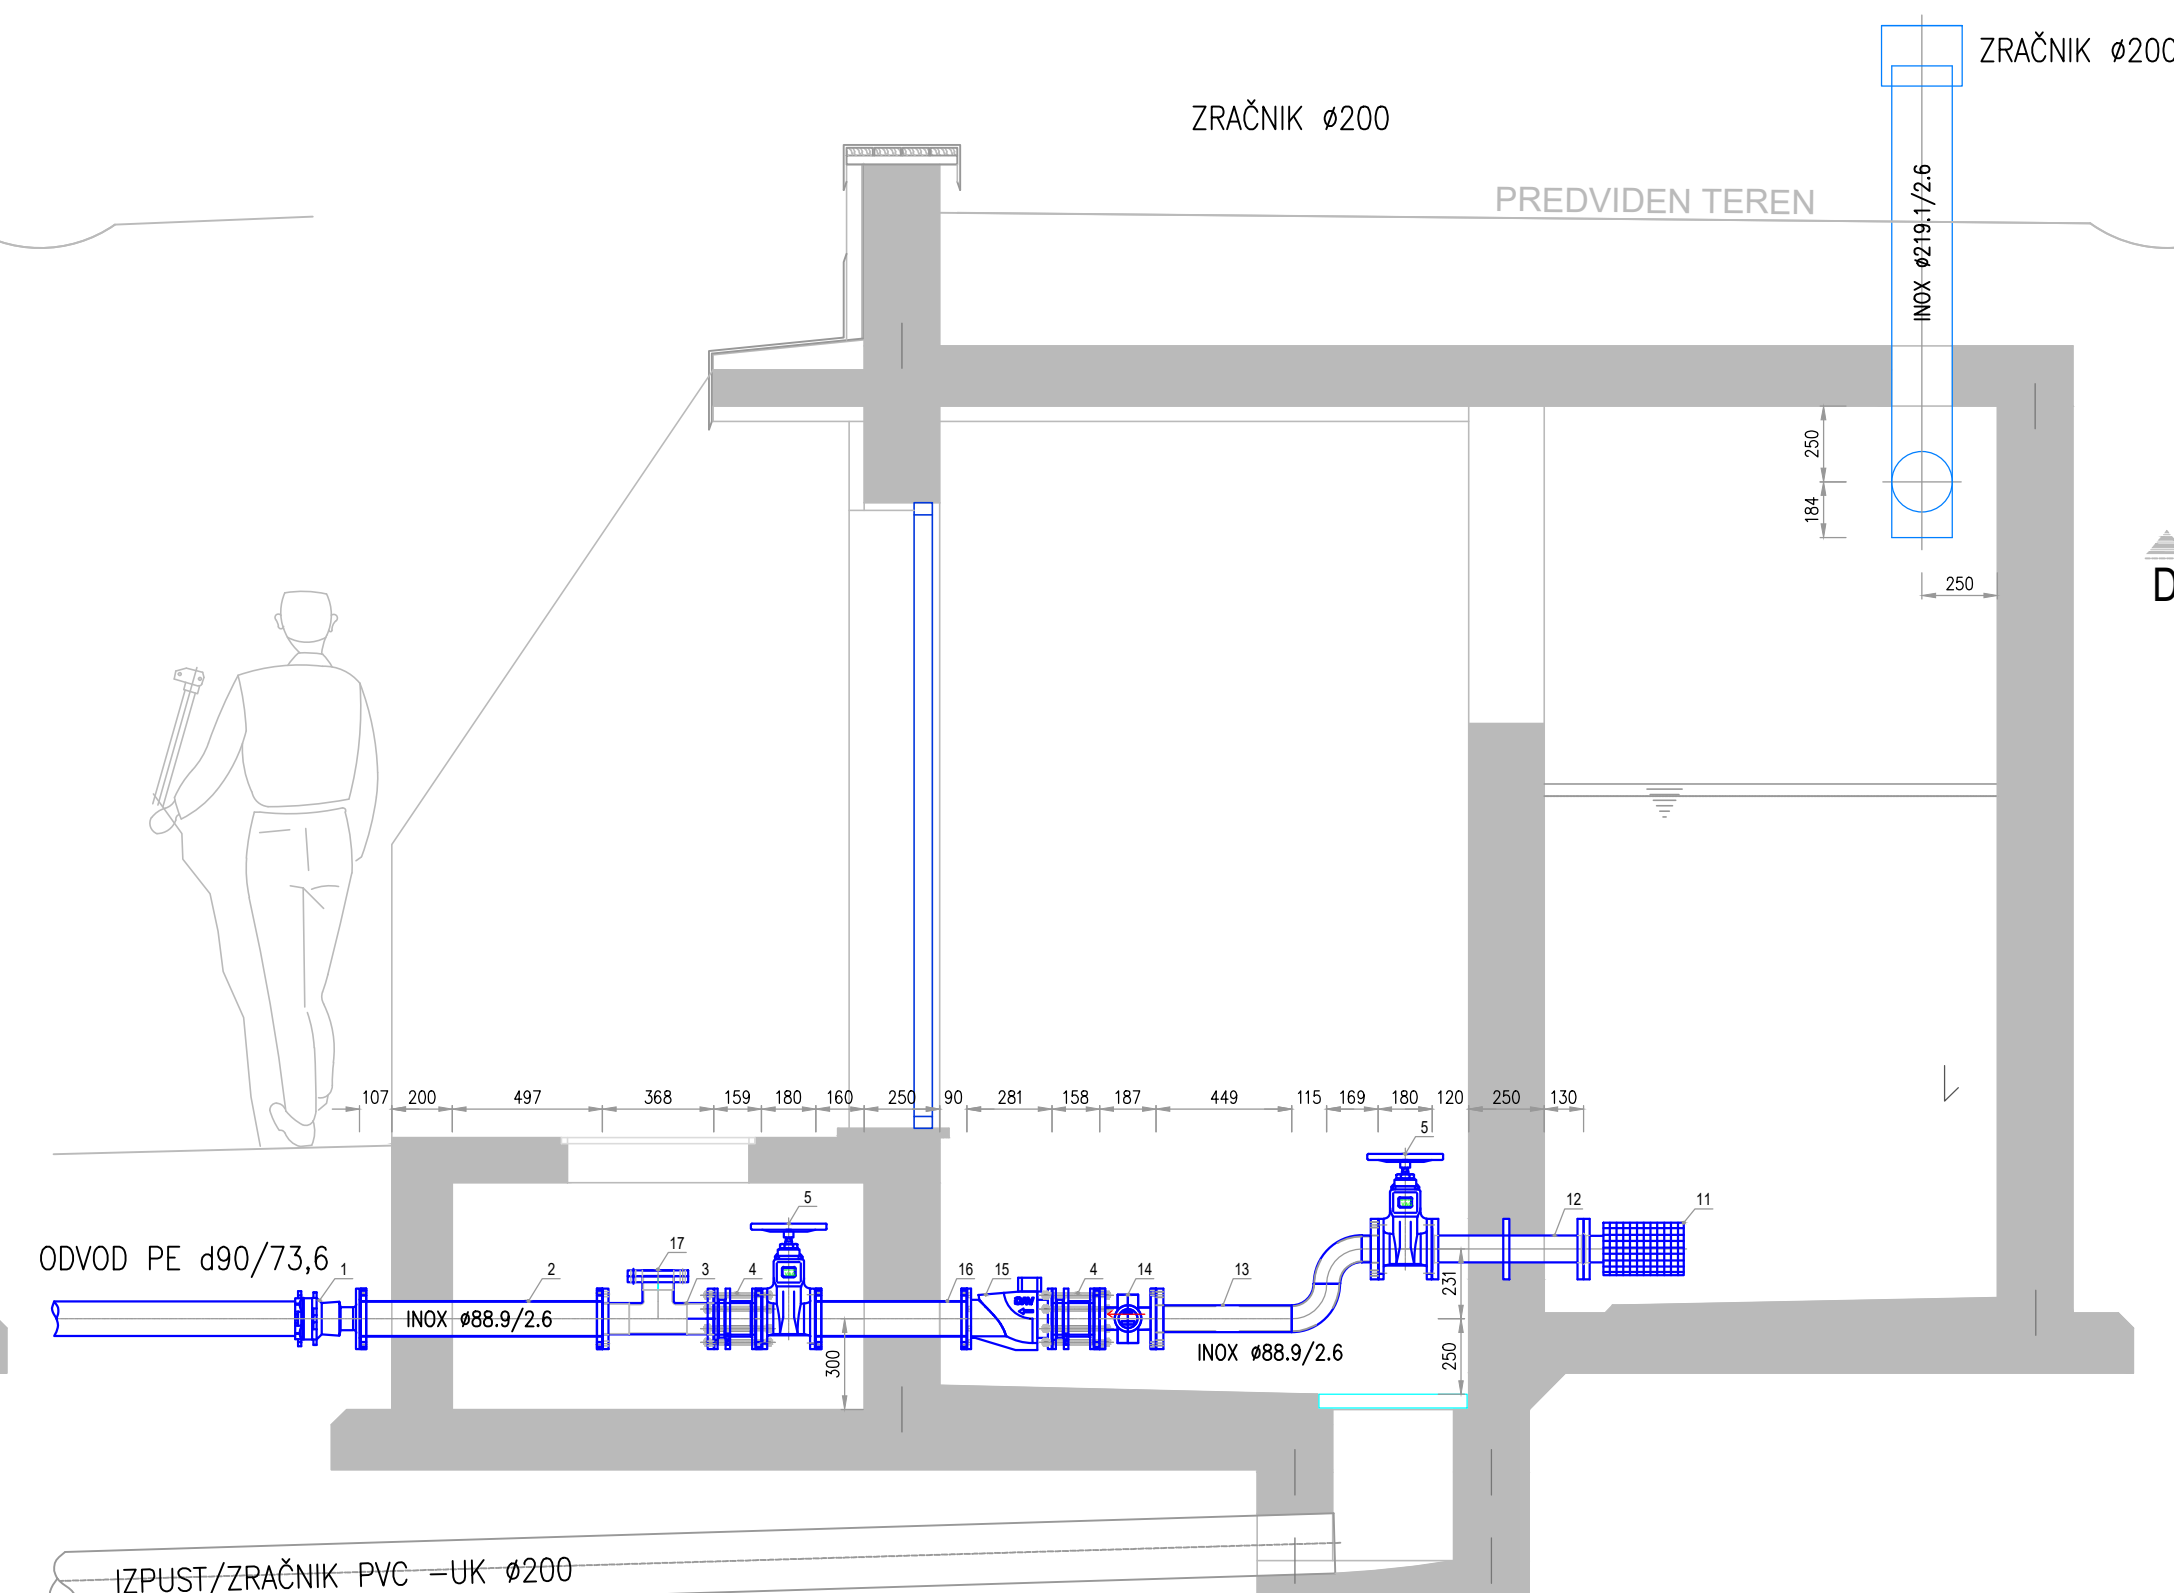 ZRAČNIK ø200
ZRAČNIK ø200
PREDVIDEN TEREN
INOX ø219.1/2.6
250
184
250
D
107 200 497 368 159 180 160 250 90 281 158 187 449 115 169 180 120 250 130
5
5
12
11
17
ODVOD PE d90/73,6
1
2
3
4
16
15
4
14
13
231
INOX ø88.9/2.6
INOX ø88.9/2.6
300
250
IZPUST/ZRAČNIK PVC –UK ø200